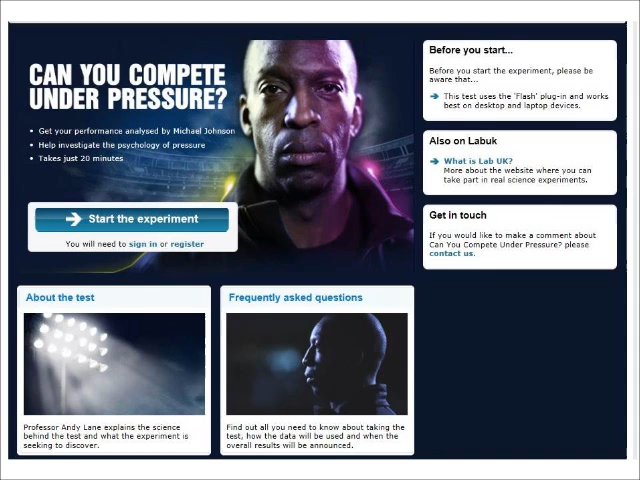 CAN YOU COMPETE
UNDER PRESSURE?
• Get your performance analysed by Michael Johnson
• Help investigate the psychology of pressure
• Takes just 20 minutes
Start the experiment
You will need to sign in or register
Before you start...
Before you start the experiment, please be
aware that...
This test uses the 'Flash' plug-in and works
best on desktop and laptop devices.
Also on Labuk
What is Lab UK?
More about the website where you can
take part in real science experiments.
Get in touch
If you would like to make a comment about
Can You Compete Under Pressure? please
contact us.
About the test
Professor Andy Lane explains the science
behind the test and what the experiment is
seeking to discover.
Frequently asked questions
Find out all you need to know about taking the
test, how the data will be used and when the
overall results will be announced.